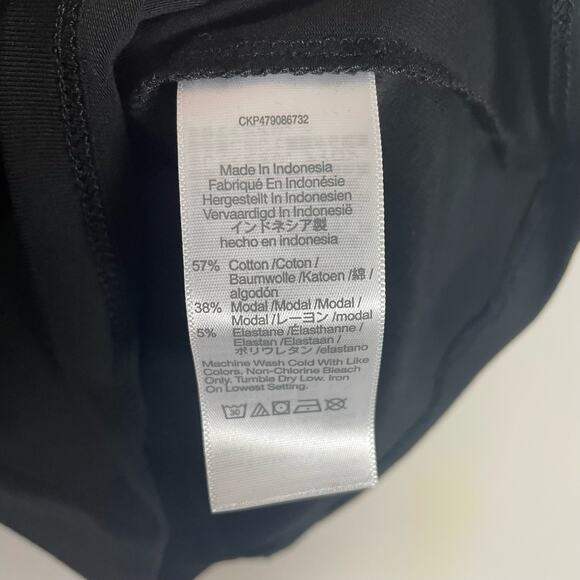 CKP479086732
Made In Indonesia
Fabriqué En Indonésie
Hergestellt In Indonesien
Vervaardigd In Indonesië
インドネシア製
hecho en indonesia
57% Cotton /Coton /
Baumwolle /Katoen /綿 /
algodón
38% Modal /Modal /Modal /
Modal /レーヨン /modal
5% Elastane /Élasthanne /
Elastan /Elastaan /
ポリウレタン /elastano
Machine Wash Cold With Like
Colors. Non-Chlorine Bleach
Only. Tumble Dry Low. Iron
On Lowest Setting.
30